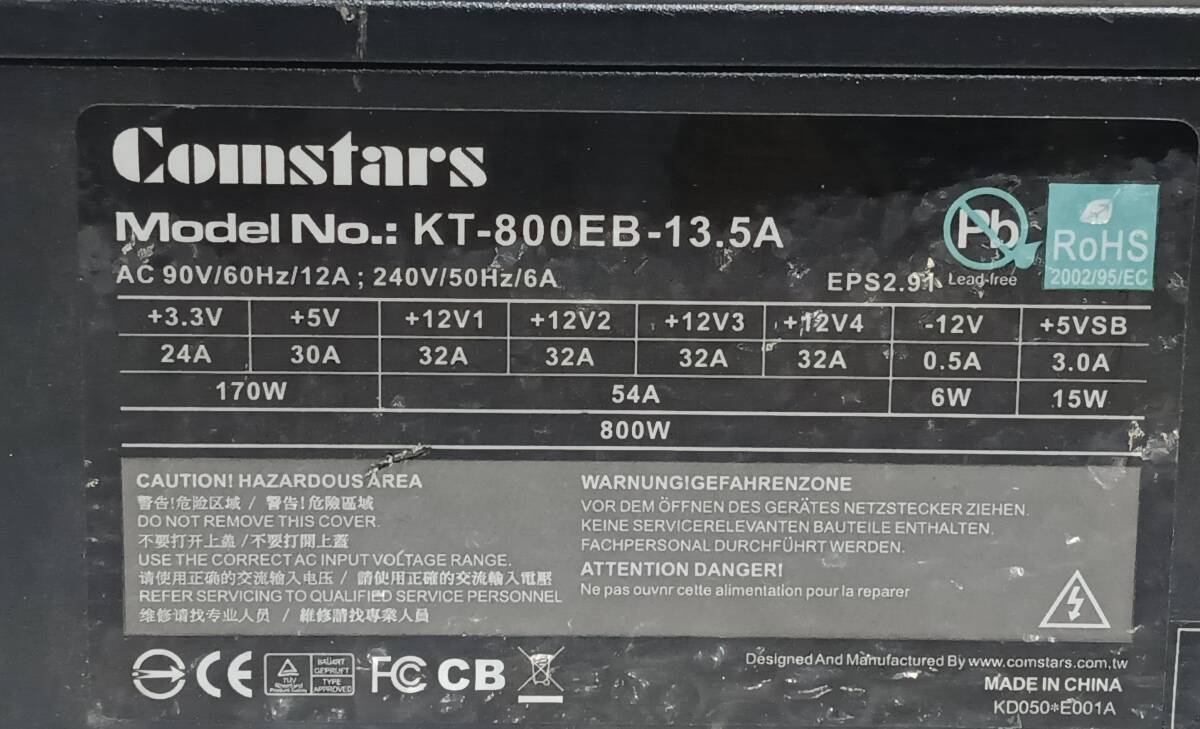 Comstars
Model No.: KT-800EB-13.5A
AC 90V/60Hz/12A ; 240V/50Hz/6A
EPS2.91
Pb
Lead-free
RoHS
2002/95/EC
+3.3V +5V +12V1 +12V2 +12V3 +12V4 -12V +5VSB
24A 30A 32A 32A 32A 32A 0.5A 3.0A
170W 54A 6W 15W
800W
CAUTION! HAZARDOUS AREA
警告!危险区域 / 警告!危險區域
DO NOT REMOVE THIS COVER.
不要打开上盖 / 不要打開上蓋
USE THE CORRECT AC INPUT VOLTAGE RANGE.
请使用正确的交流输入电压 / 請使用正確的交流輸入電壓
REFER SERVICING TO QUALIFIED SERVICE PERSONNEL
维修请找专业人员 / 維修請找專業人員
WARNUNG!GEFAHRENZONE
VOR DEM ÖFFNEN DES GERÄTES NETZSTECKER ZIEHEN.
KEINE SERVICERELEVANTEN BAUTEILE ENTHALTEN,
FACHPERSONAL DURCHFÜHRT WERDEN.
ATTENTION DANGER!
Ne pas ouvnr cette alimentation pour la reparer
CE
TÜV
BAUART
GEPRÜFT
TYPE
APPROVED
FC CB
Designed And Manufactured By www.comstars.com.tw
MADE IN CHINA
KD050*E001A